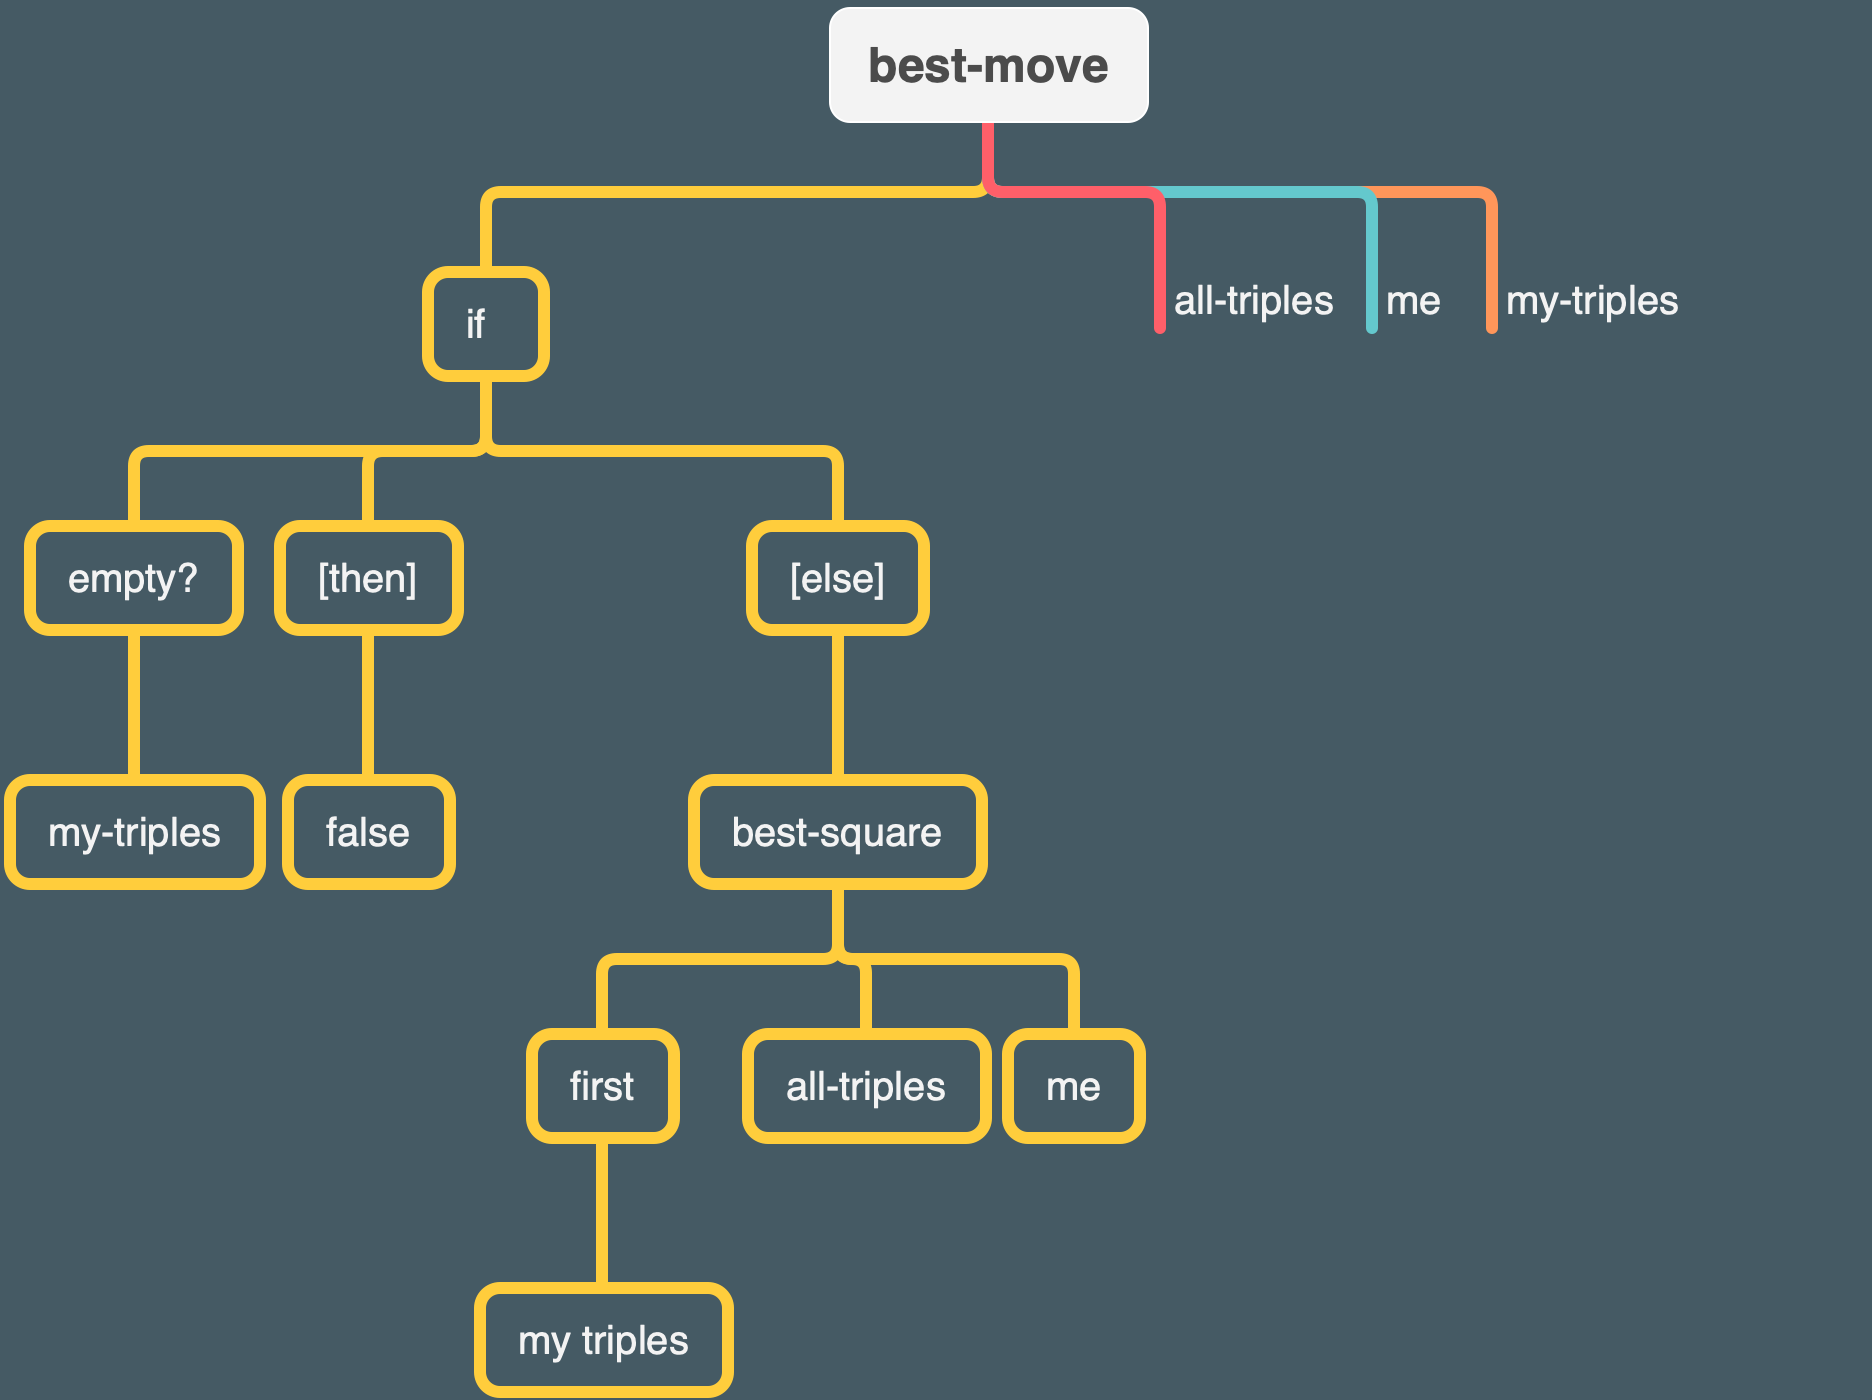 best-move
if
all-triples
me
my-triples
empty?
[then]
[else]
my-triples
false
best-square
first
all-triples
me
my triples